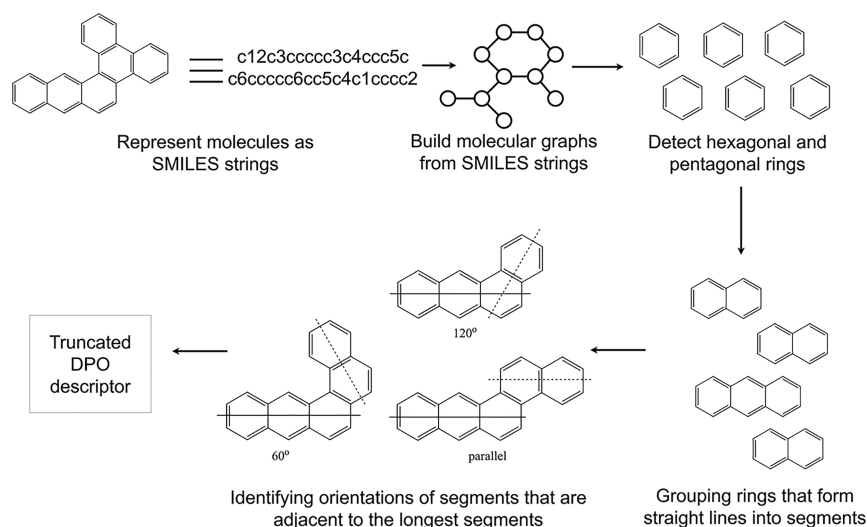 c12c3ccccc3c4ccc5c
c6ccccc6cc5c4c1cccc2
Represent molecules as
SMILES strings
Build molecular graphs
from SMILES strings
Detect hexagonal and
pentagonal rings
120º
60º
parallel
Truncated
DPO
descriptor
Identifying orientations of segments that are
adjacent to the longest segments
Grouping rings that form
straight lines into segments